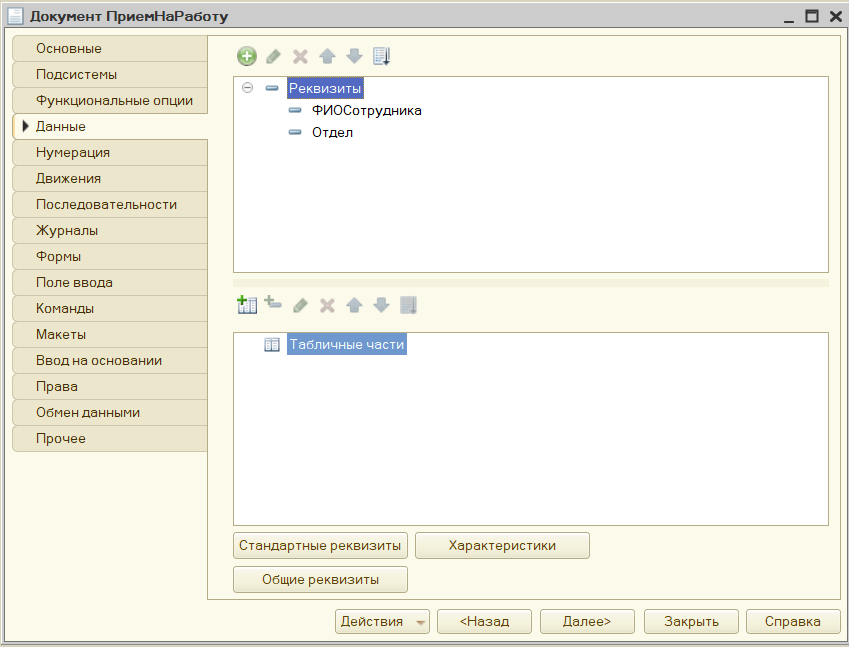 Документ ПриемНаРаботу
Основные
Подсистемы
Функциональные опции
Данные
Нумерация
Движения
Последовательности
Журналы
Формы
Поле ввода
Команды
Макеты
Ввод на основании
Права
Обмен данными
Прочее
Реквизиты
ФИОСотрудника
Отдел
Табличные части
Стандартные реквизиты
Характеристики
Общие реквизиты
Действия
<Назад
Далее>
Закрыть
Справка